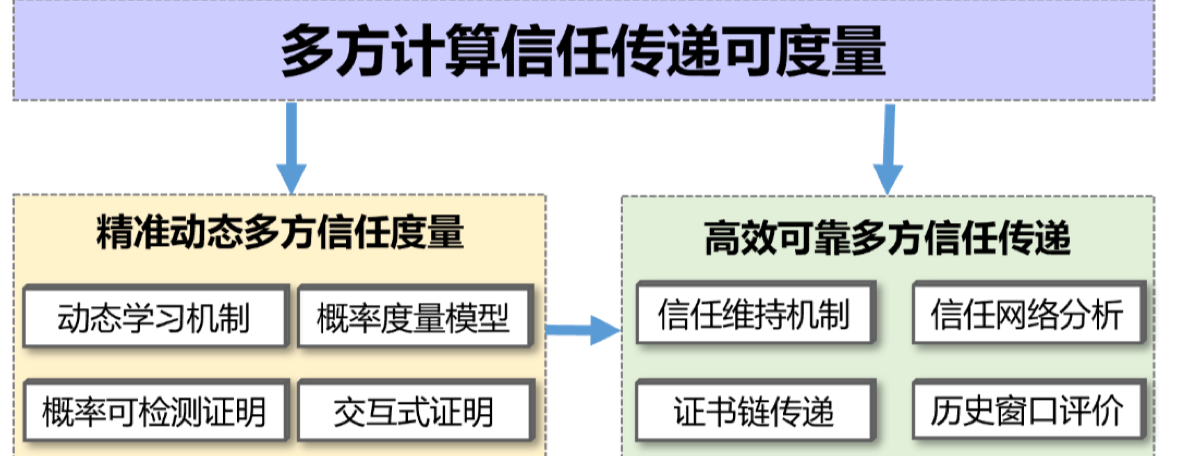 多方计算信任传递可度量
精准动态多方信任度量
动态学习机制
概率度量模型
概率可检测证明
交互式证明
高效可靠多方信任传递
信任维持机制
信任网络分析
证书链传递
历史窗口评价